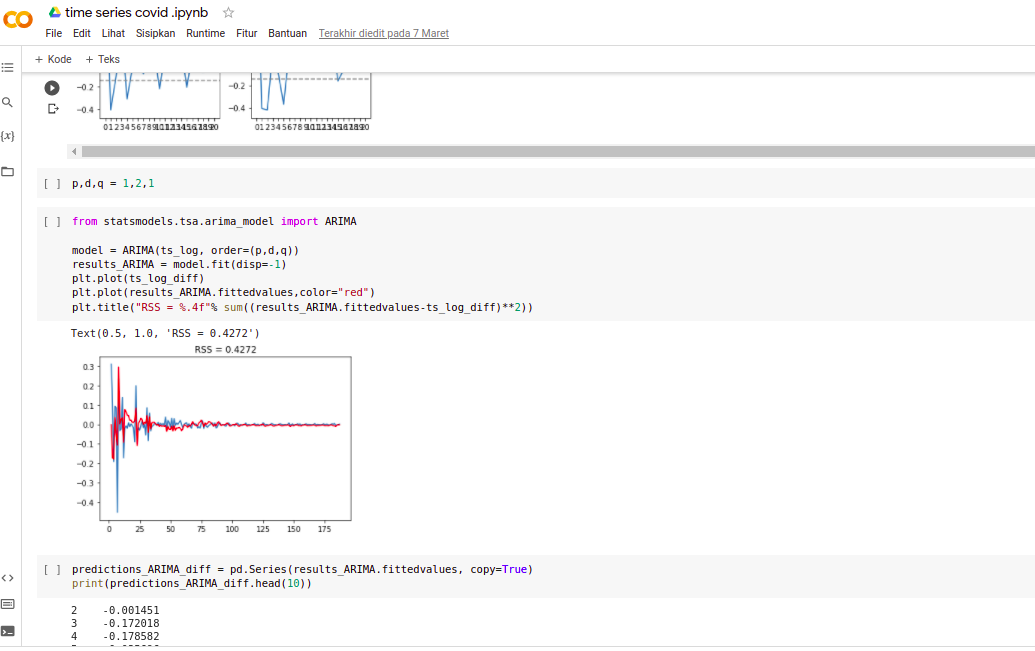 time series covid .ipynb
File Edit Lihat Sisipkan Runtime Fitur Bantuan Terakhir diedit pada 7 Maret
+ Kode + Teks
−0.2 −0.2
−0.4 −0.4
[ ] p,d,q = 1,2,1
[ ] from statsmodels.tsa.arima_model import ARIMA
model = ARIMA(ts_log, order=(p,d,q))
results_ARIMA = model.fit(disp=-1)
plt.plot(ts_log_diff)
plt.plot(results_ARIMA.fittedvalues,color="red")
plt.title("RSS = %.4f"% sum((results_ARIMA.fittedvalues-ts_log_diff)**2))
Text(0.5, 1.0, 'RSS = 0.4272')
RSS = 0.4272
0.3
0.2
0.1
0.0
−0.1
−0.2
−0.3
−0.4
0 25 50 75 100 125 150 175
[ ] predictions_ARIMA_diff = pd.Series(results_ARIMA.fittedvalues, copy=True)
print(predictions_ARIMA_diff.head(10))
2 -0.001451
3 -0.172018
4 -0.178582